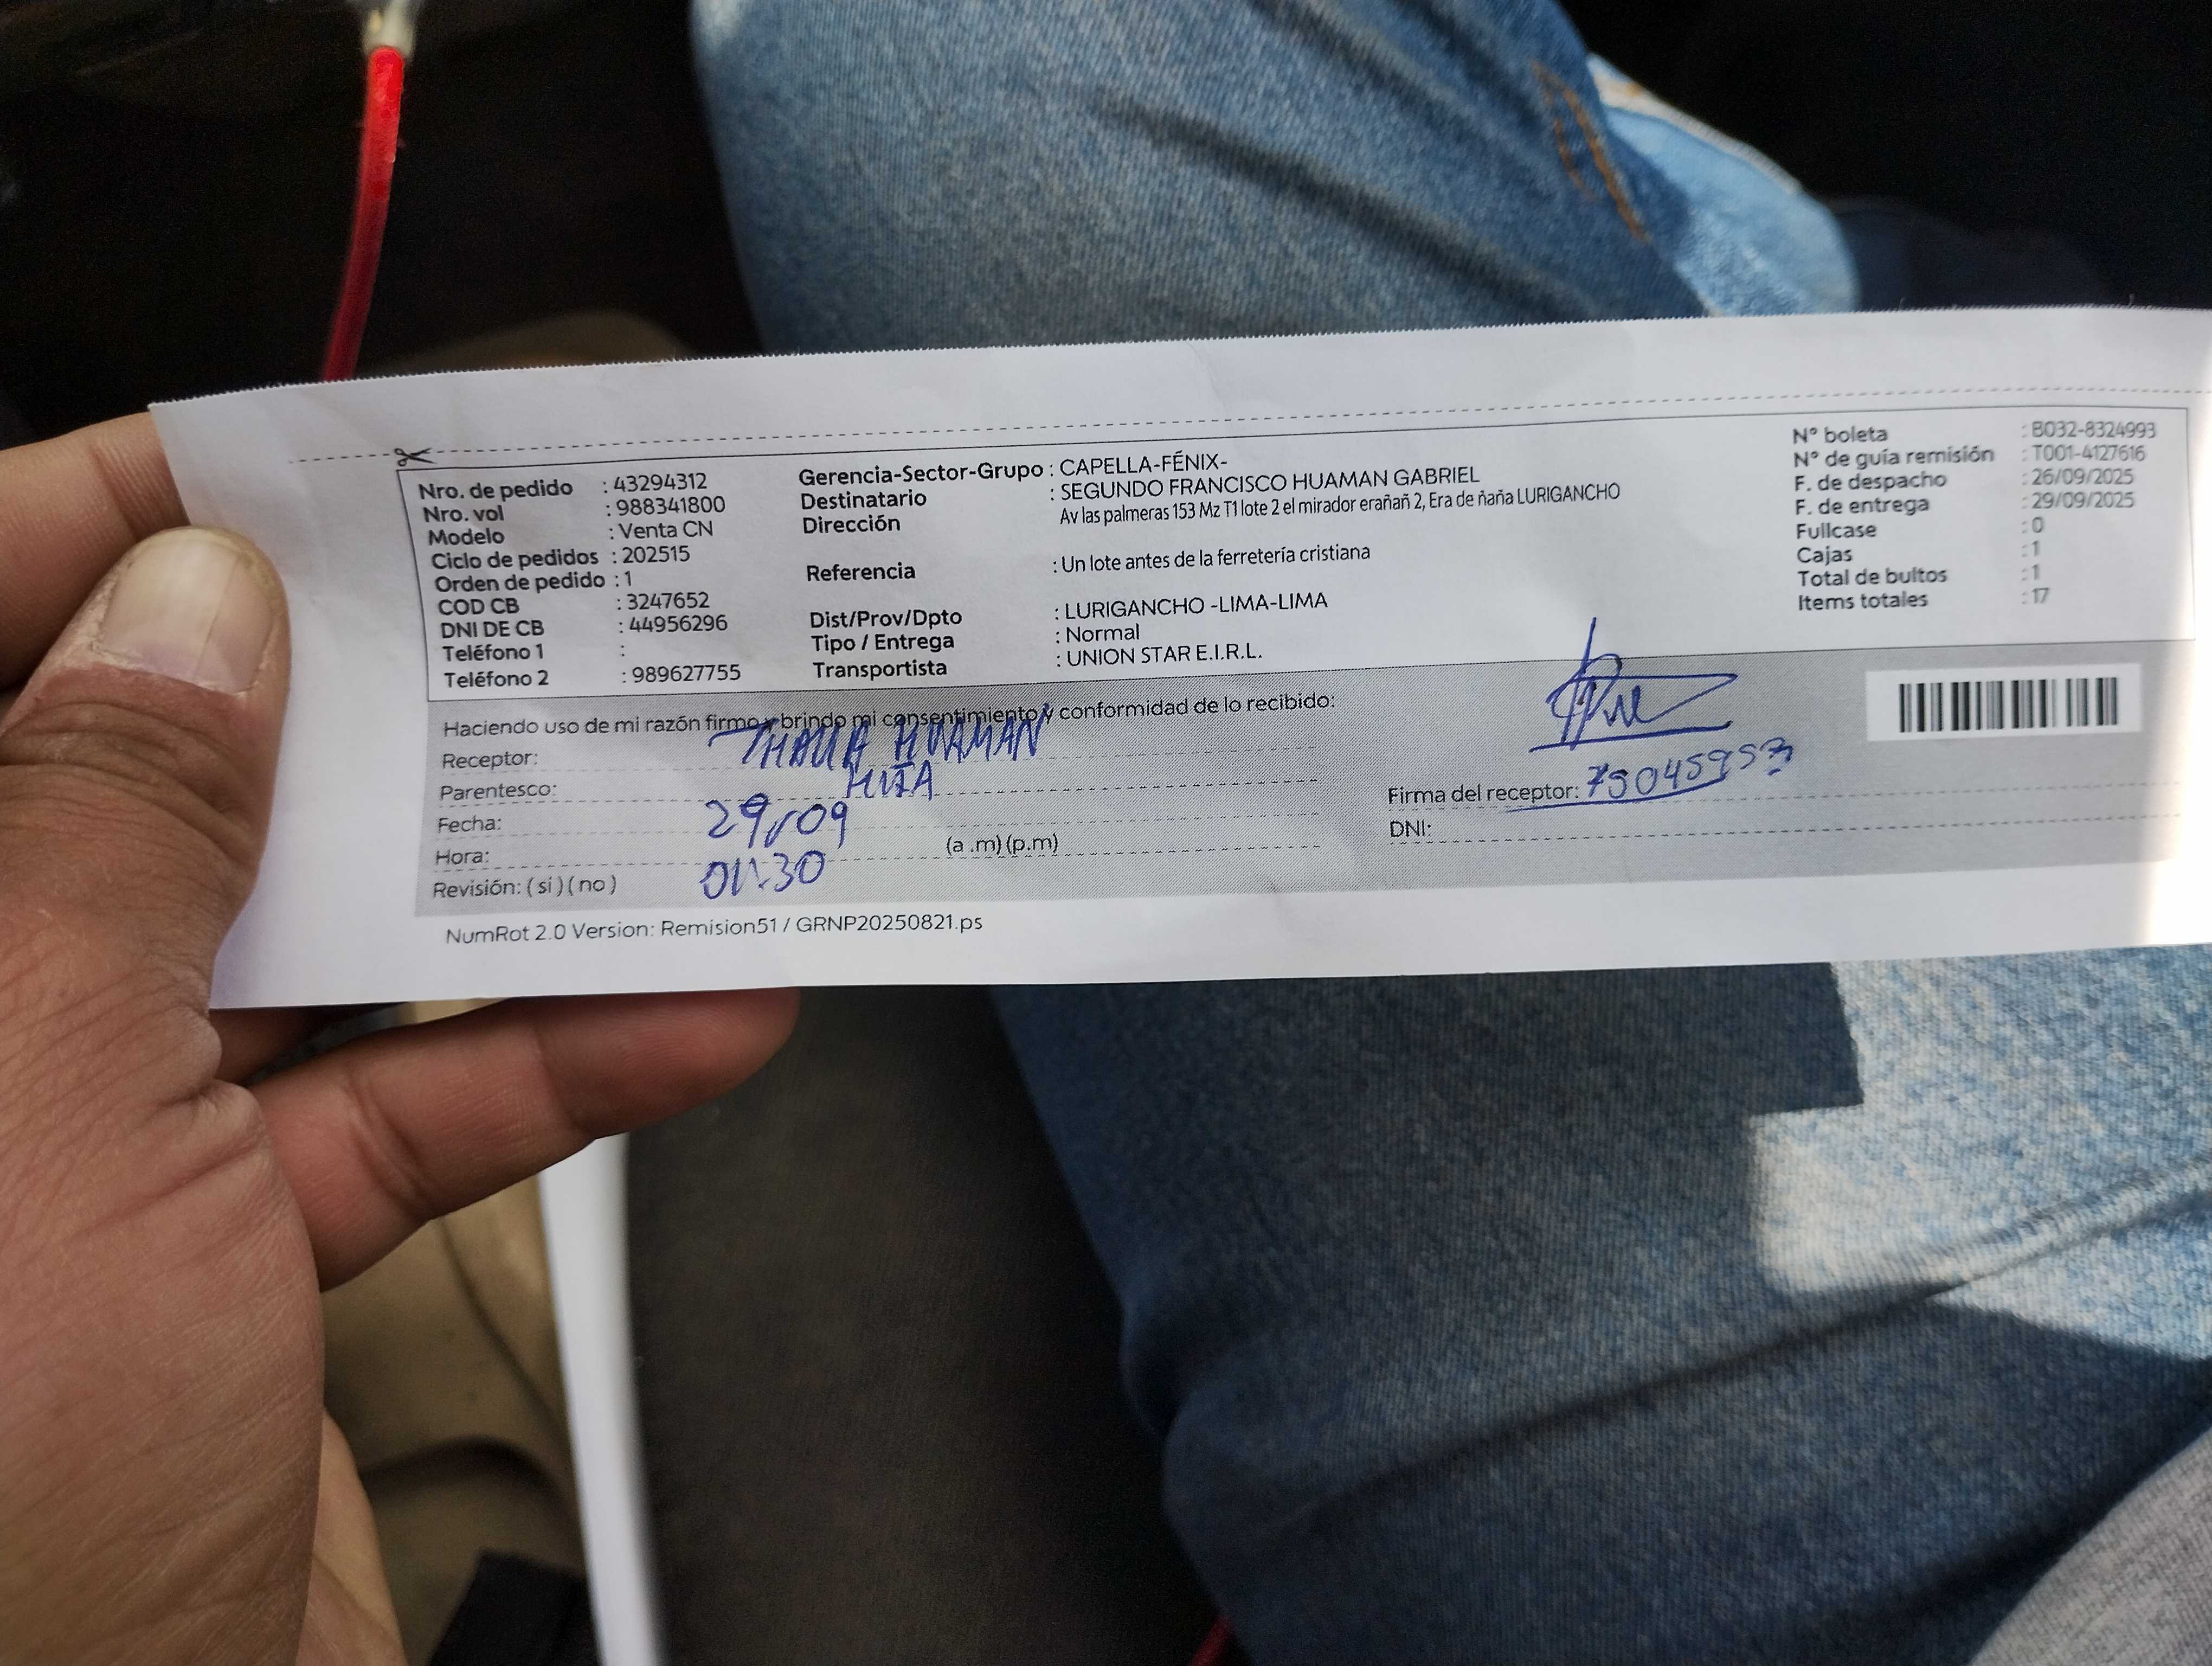 Nro. de pedido : 43294312
Nro. vol : 988341800
Modelo : Venta CN
Ciclo de pedidos : 202515
Orden de pedido : 1
COD CB : 3247652
DNI DE CB : 44956296
Teléfono 1 :
Teléfono 2 : 989627755
Gerencia-Sector-Grupo : CAPELLA-FÉNIX-
Destinatario : SEGUNDO FRANCISCO HUAMAN GABRIEL
Dirección Av las palmeras 153 Mz T1 lote 2 el mirador erañañ 2, Era de ñaña LURIGANCHO
Referencia : Un lote antes de la ferretería cristiana
Dist/Prov/Dpto : LURIGANCHO -LIMA-LIMA
Tipo / Entrega : Normal
Transportista : UNION STAR E.I.R.L.
N° boleta : B032-8324993
N° de guía remisión : T001-4127616
F. de despacho : 26/09/2025
F. de entrega : 29/09/2025
Fullcase : 0
Cajas : 1
Total de bultos : 1
Items totales : 17
Haciendo uso de mi razón firmo y brindo mi consentimiento y conformidad de lo recibido:
Receptor: THALIA HUAMAN
Parentesco: HIJA
Fecha: 29/09
Hora: 01:30 (a .m) (p.m)
Revisión: ( si ) ( no )
Firma del receptor:
DNI:
NumRot 2.0 Version: Remision51 / GRNP20250821.ps